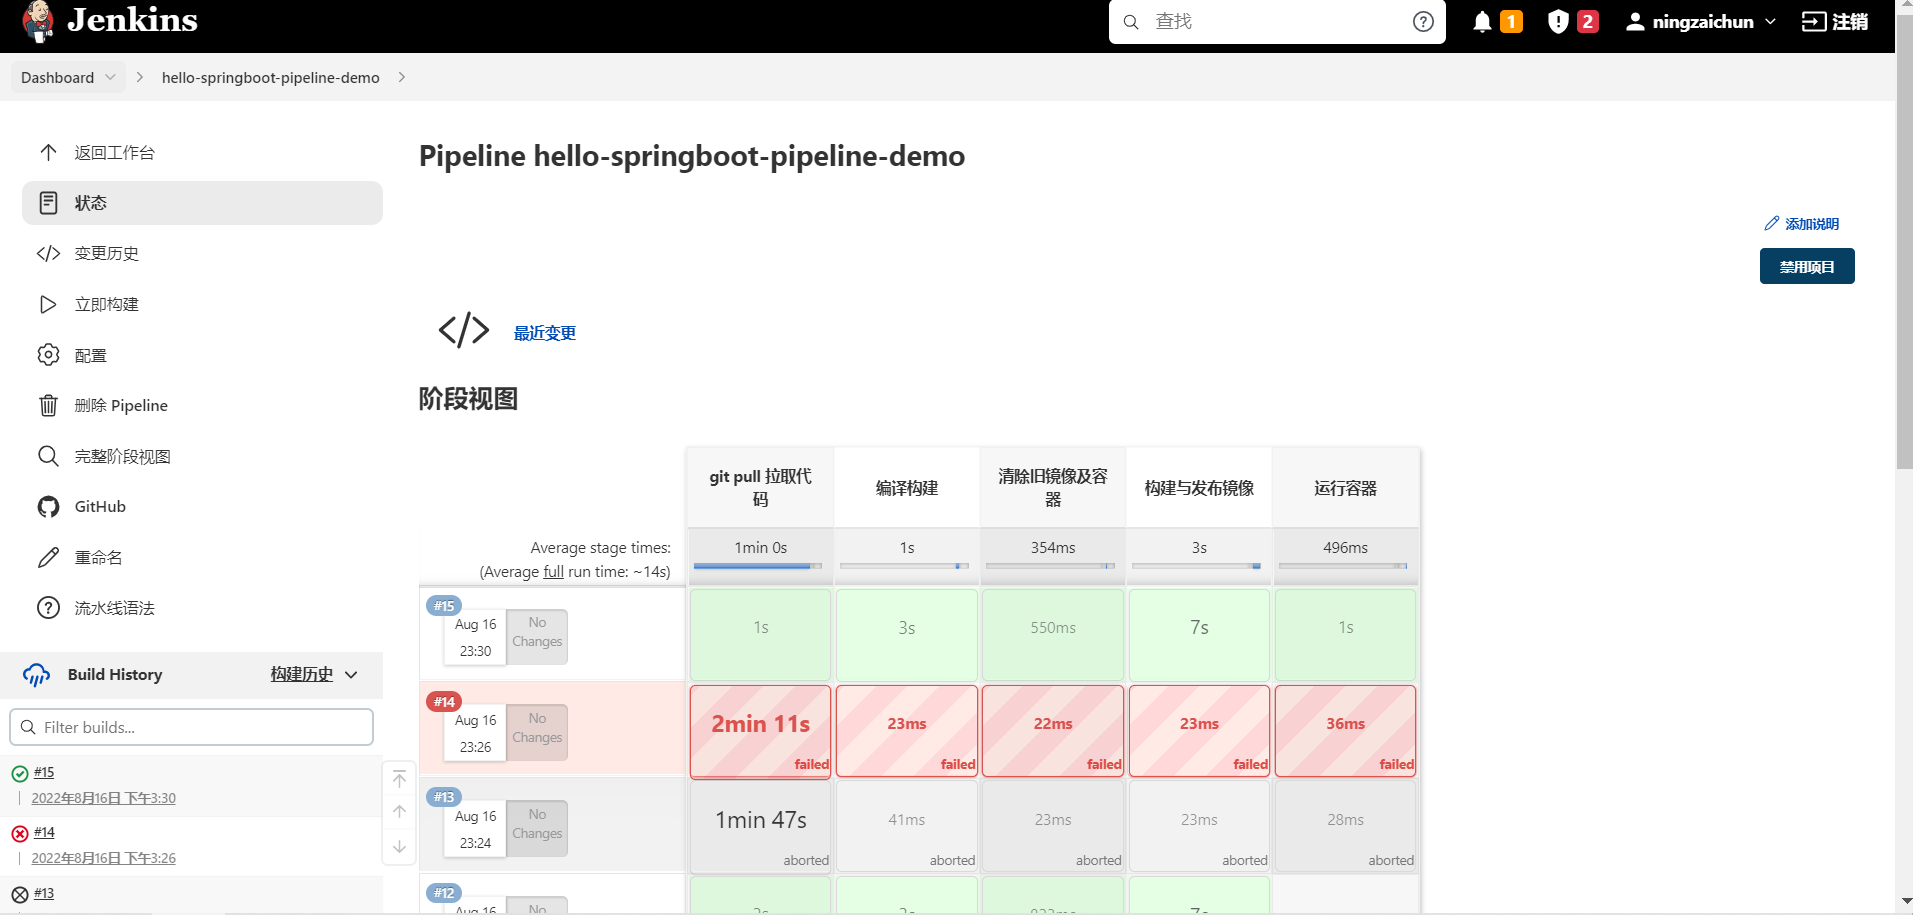 Jenkins
查找
1
2
ningzaichun
注销
Dashboard
hello-springboot-pipeline-demo
返回工作台
状态
变更历史
立即构建
配置
删除 Pipeline
完整阶段视图
GitHub
重命名
流水线语法
Build History
构建历史
Filter builds...
#15
2022年8月16日 下午3:30
#14
2022年8月16日 下午3:26
#13
Pipeline hello-springboot-pipeline-demo
添加说明
禁用项目
最近变更
阶段视图
git pull 拉取代
码
编译构建
清除旧镜像及容
器
构建与发布镜像
运行容器
Average stage times:
(Average full run time: ~14s)
1min 0s
1s
354ms
3s
496ms
#15
Aug 16
23:30
No
Changes
1s
3s
550ms
7s
1s
#14
Aug 16
23:26
No
Changes
2min 11s
failed
23ms
failed
22ms
failed
23ms
failed
36ms
failed
#13
Aug 16
23:24
No
Changes
1min 47s
aborted
41ms
aborted
23ms
aborted
23ms
aborted
28ms
aborted
#12
Aug 16
No